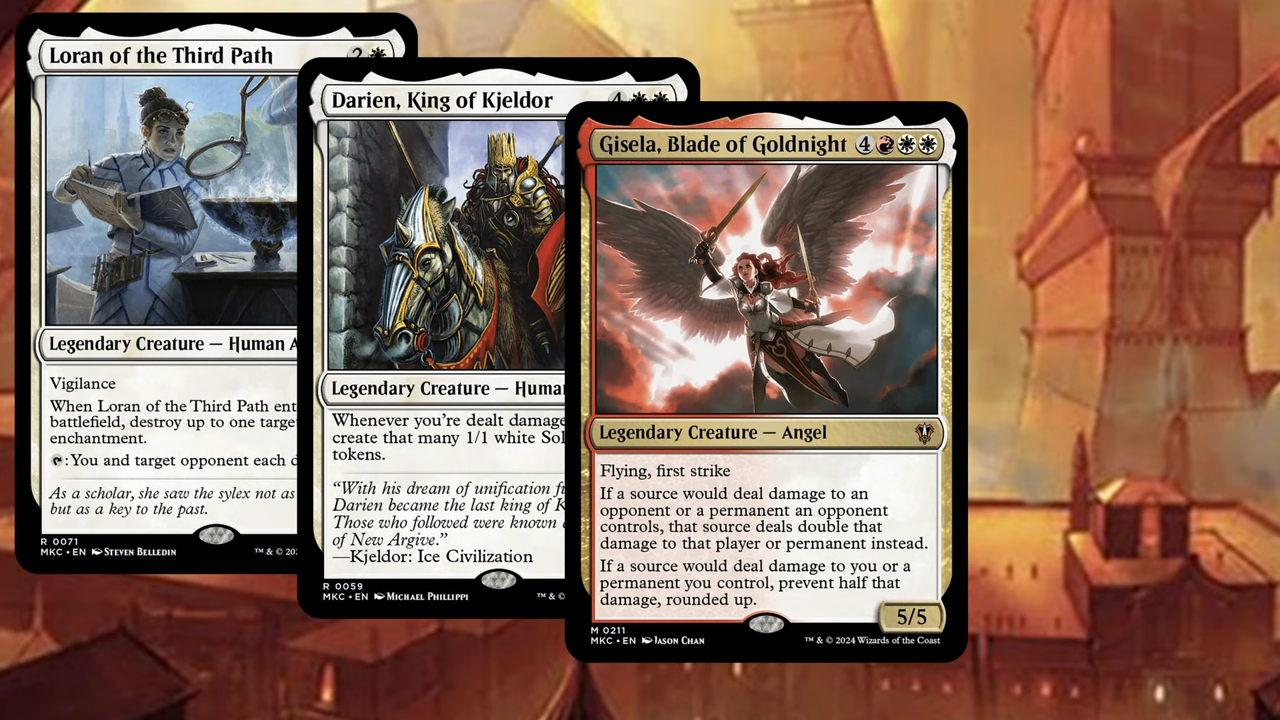 Loran of the Third Path
2
Legendary Creature — Human
Vigilance
When Loran of the Third Path
battlefield, destroy up to one
enchantment.
:You and target opponent each
As a scholar, she saw the sylex not as
but as a key to the past.
R 0071
MKC • EN Steven Belledin
™ & ©
Darien, King of Kjeldor
4
Legendary Creature —
Whenever you're dealt damage
create that many 1/1 white
tokens.
"With his dream of unification
Darien became the last king of
Those who followed were known
of New Argive."
—Kjeldor: Ice Civilization
R 0059
MKC • EN Michael Phillippi
™ & ©
Gisela, Blade of Goldnight 4
Legendary Creature — Angel
Flying, first strike
If a source would deal damage to an
opponent or a permanent an opponent
controls, that source deals double that
damage to that player or permanent instead.
If a source would deal damage to you or a
permanent you control, prevent half that
damage, rounded up.
5/5
M 0211
MKC • EN Jason Chan
™ & © 2024 Wizards of the Coast